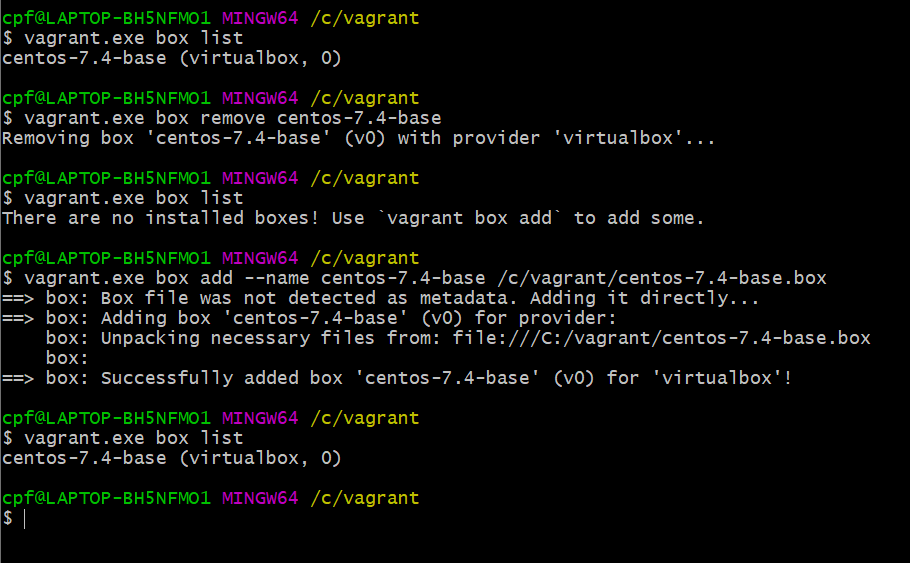 cpf@LAPTOP-BH5NFMO1 MINGW64 /c/vagrant
$ vagrant.exe box list
centos-7.4-base (virtualbox, 0)
cpf@LAPTOP-BH5NFMO1 MINGW64 /c/vagrant
$ vagrant.exe box remove centos-7.4-base
Removing box 'centos-7.4-base' (v0) with provider 'virtualbox'...
cpf@LAPTOP-BH5NFMO1 MINGW64 /c/vagrant
$ vagrant.exe box list
There are no installed boxes! Use `vagrant box add` to add some.
cpf@LAPTOP-BH5NFMO1 MINGW64 /c/vagrant
$ vagrant.exe box add --name centos-7.4-base /c/vagrant/centos-7.4-base.box
==> box: Box file was not detected as metadata. Adding it directly...
==> box: Adding box 'centos-7.4-base' (v0) for provider:
    box: Unpacking necessary files from: file:///C:/vagrant/centos-7.4-base.box
    box:
==> box: Successfully added box 'centos-7.4-base' (v0) for 'virtualbox'!
cpf@LAPTOP-BH5NFMO1 MINGW64 /c/vagrant
$ vagrant.exe box list
centos-7.4-base (virtualbox, 0)
cpf@LAPTOP-BH5NFMO1 MINGW64 /c/vagrant
$